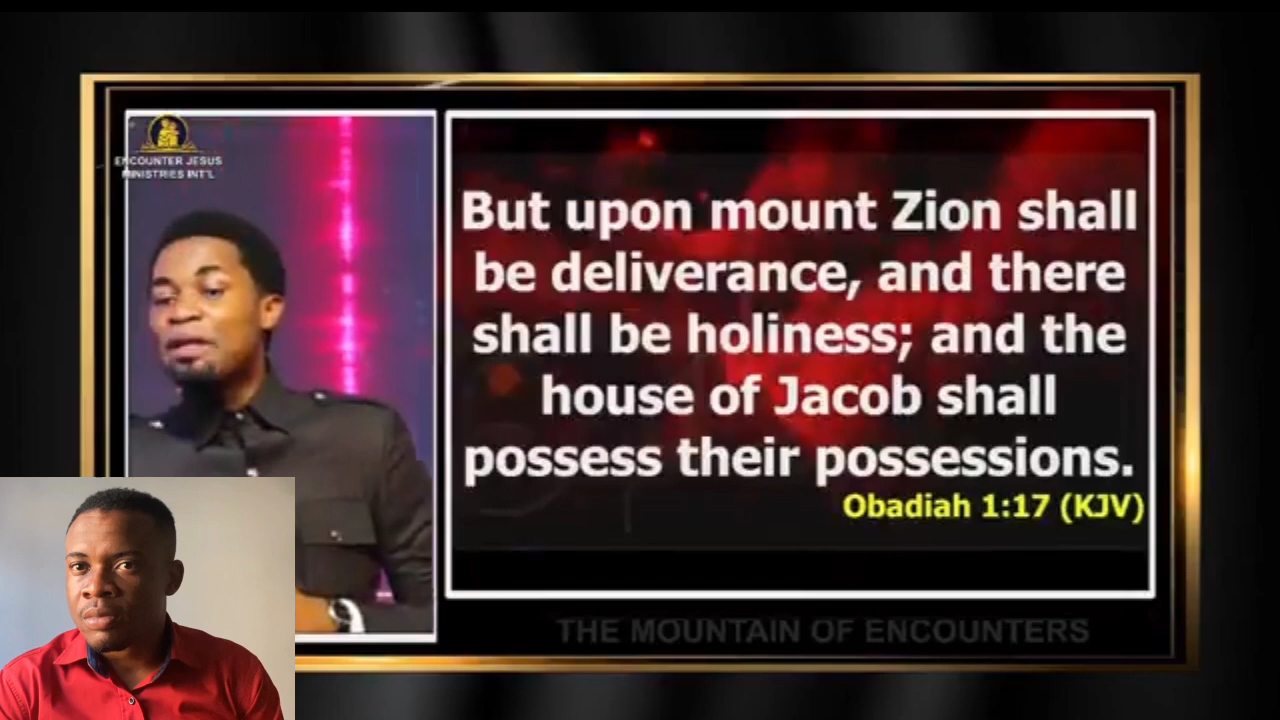 ENCOUNTER JESUS
MINISTRIES INT'L
But upon mount Zion shall
be deliverance, and there
shall be holiness; and the
house of Jacob shall
possess their possessions.
Obadiah 1:17 (KJV)
THE MOUNTAIN OF ENCOUNTERS